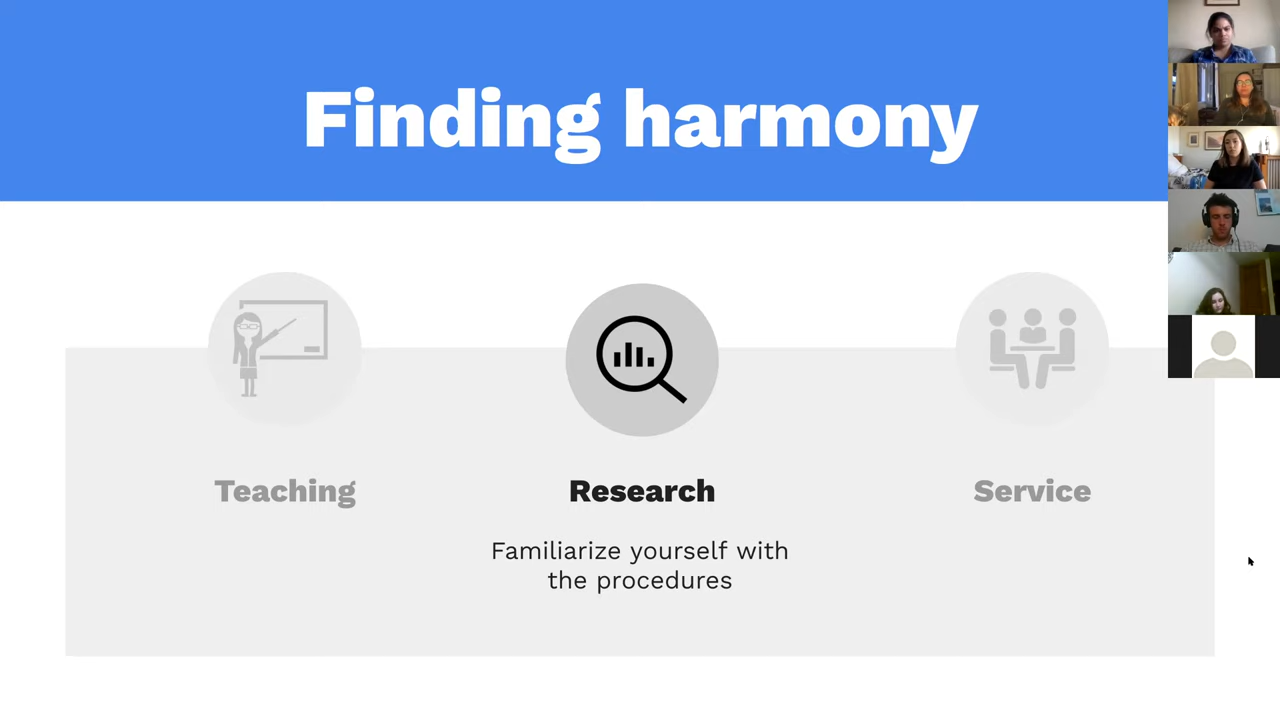 Finding harmony
Teaching
Research
Service
Familiarize yourself with
the procedures